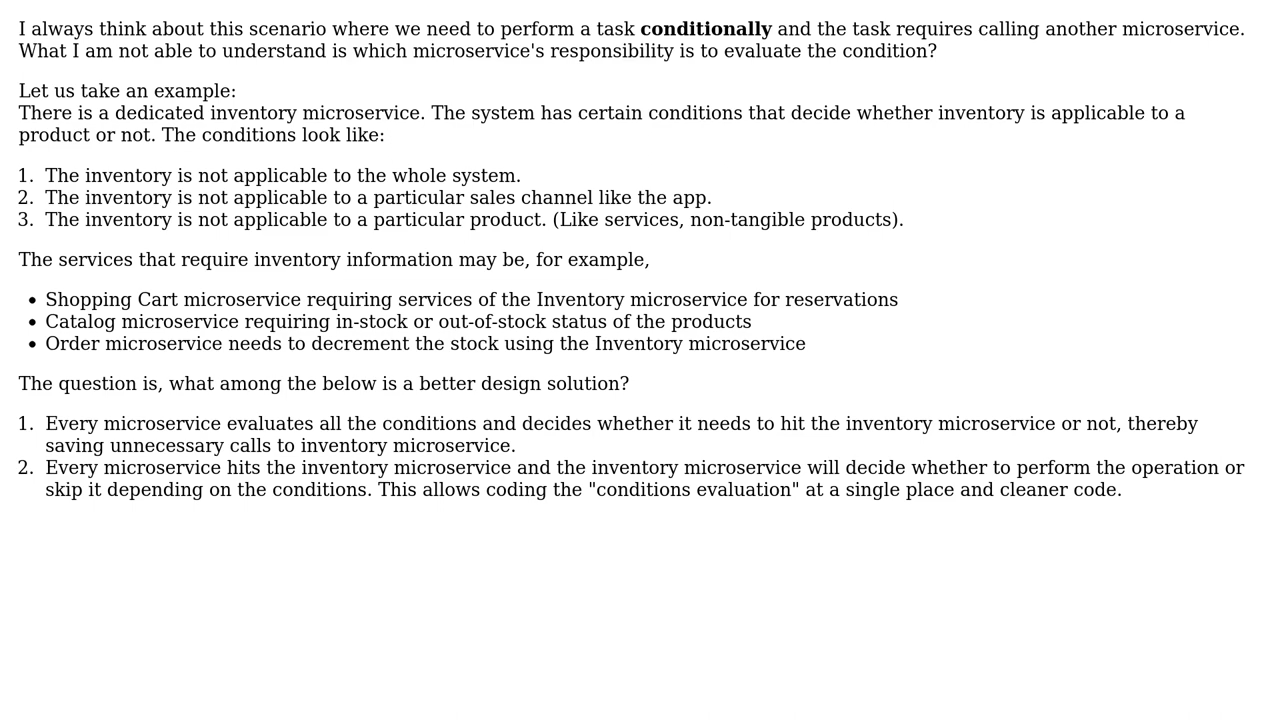 I always think about this scenario where we need to perform a task conditionally and the task requires calling another microservice.
What I am not able to understand is which microservice's responsibility is to evaluate the condition?
Let us take an example:
There is a dedicated inventory microservice. The system has certain conditions that decide whether inventory is applicable to a
product or not. The conditions look like:
1. The inventory is not applicable to the whole system.
2. The inventory is not applicable to a particular sales channel like the app.
3. The inventory is not applicable to a particular product. (Like services, non-tangible products).
The services that require inventory information may be, for example,
• Shopping Cart microservice requiring services of the Inventory microservice for reservations
• Catalog microservice requiring in-stock or out-of-stock status of the products
• Order microservice needs to decrement the stock using the Inventory microservice
The question is, what among the below is a better design solution?
1. Every microservice evaluates all the conditions and decides whether it needs to hit the inventory microservice or not, thereby
saving unnecessary calls to inventory microservice.
2. Every microservice hits the inventory microservice and the inventory microservice will decide whether to perform the operation or
skip it depending on the conditions. This allows coding the "conditions evaluation" at a single place and cleaner code.